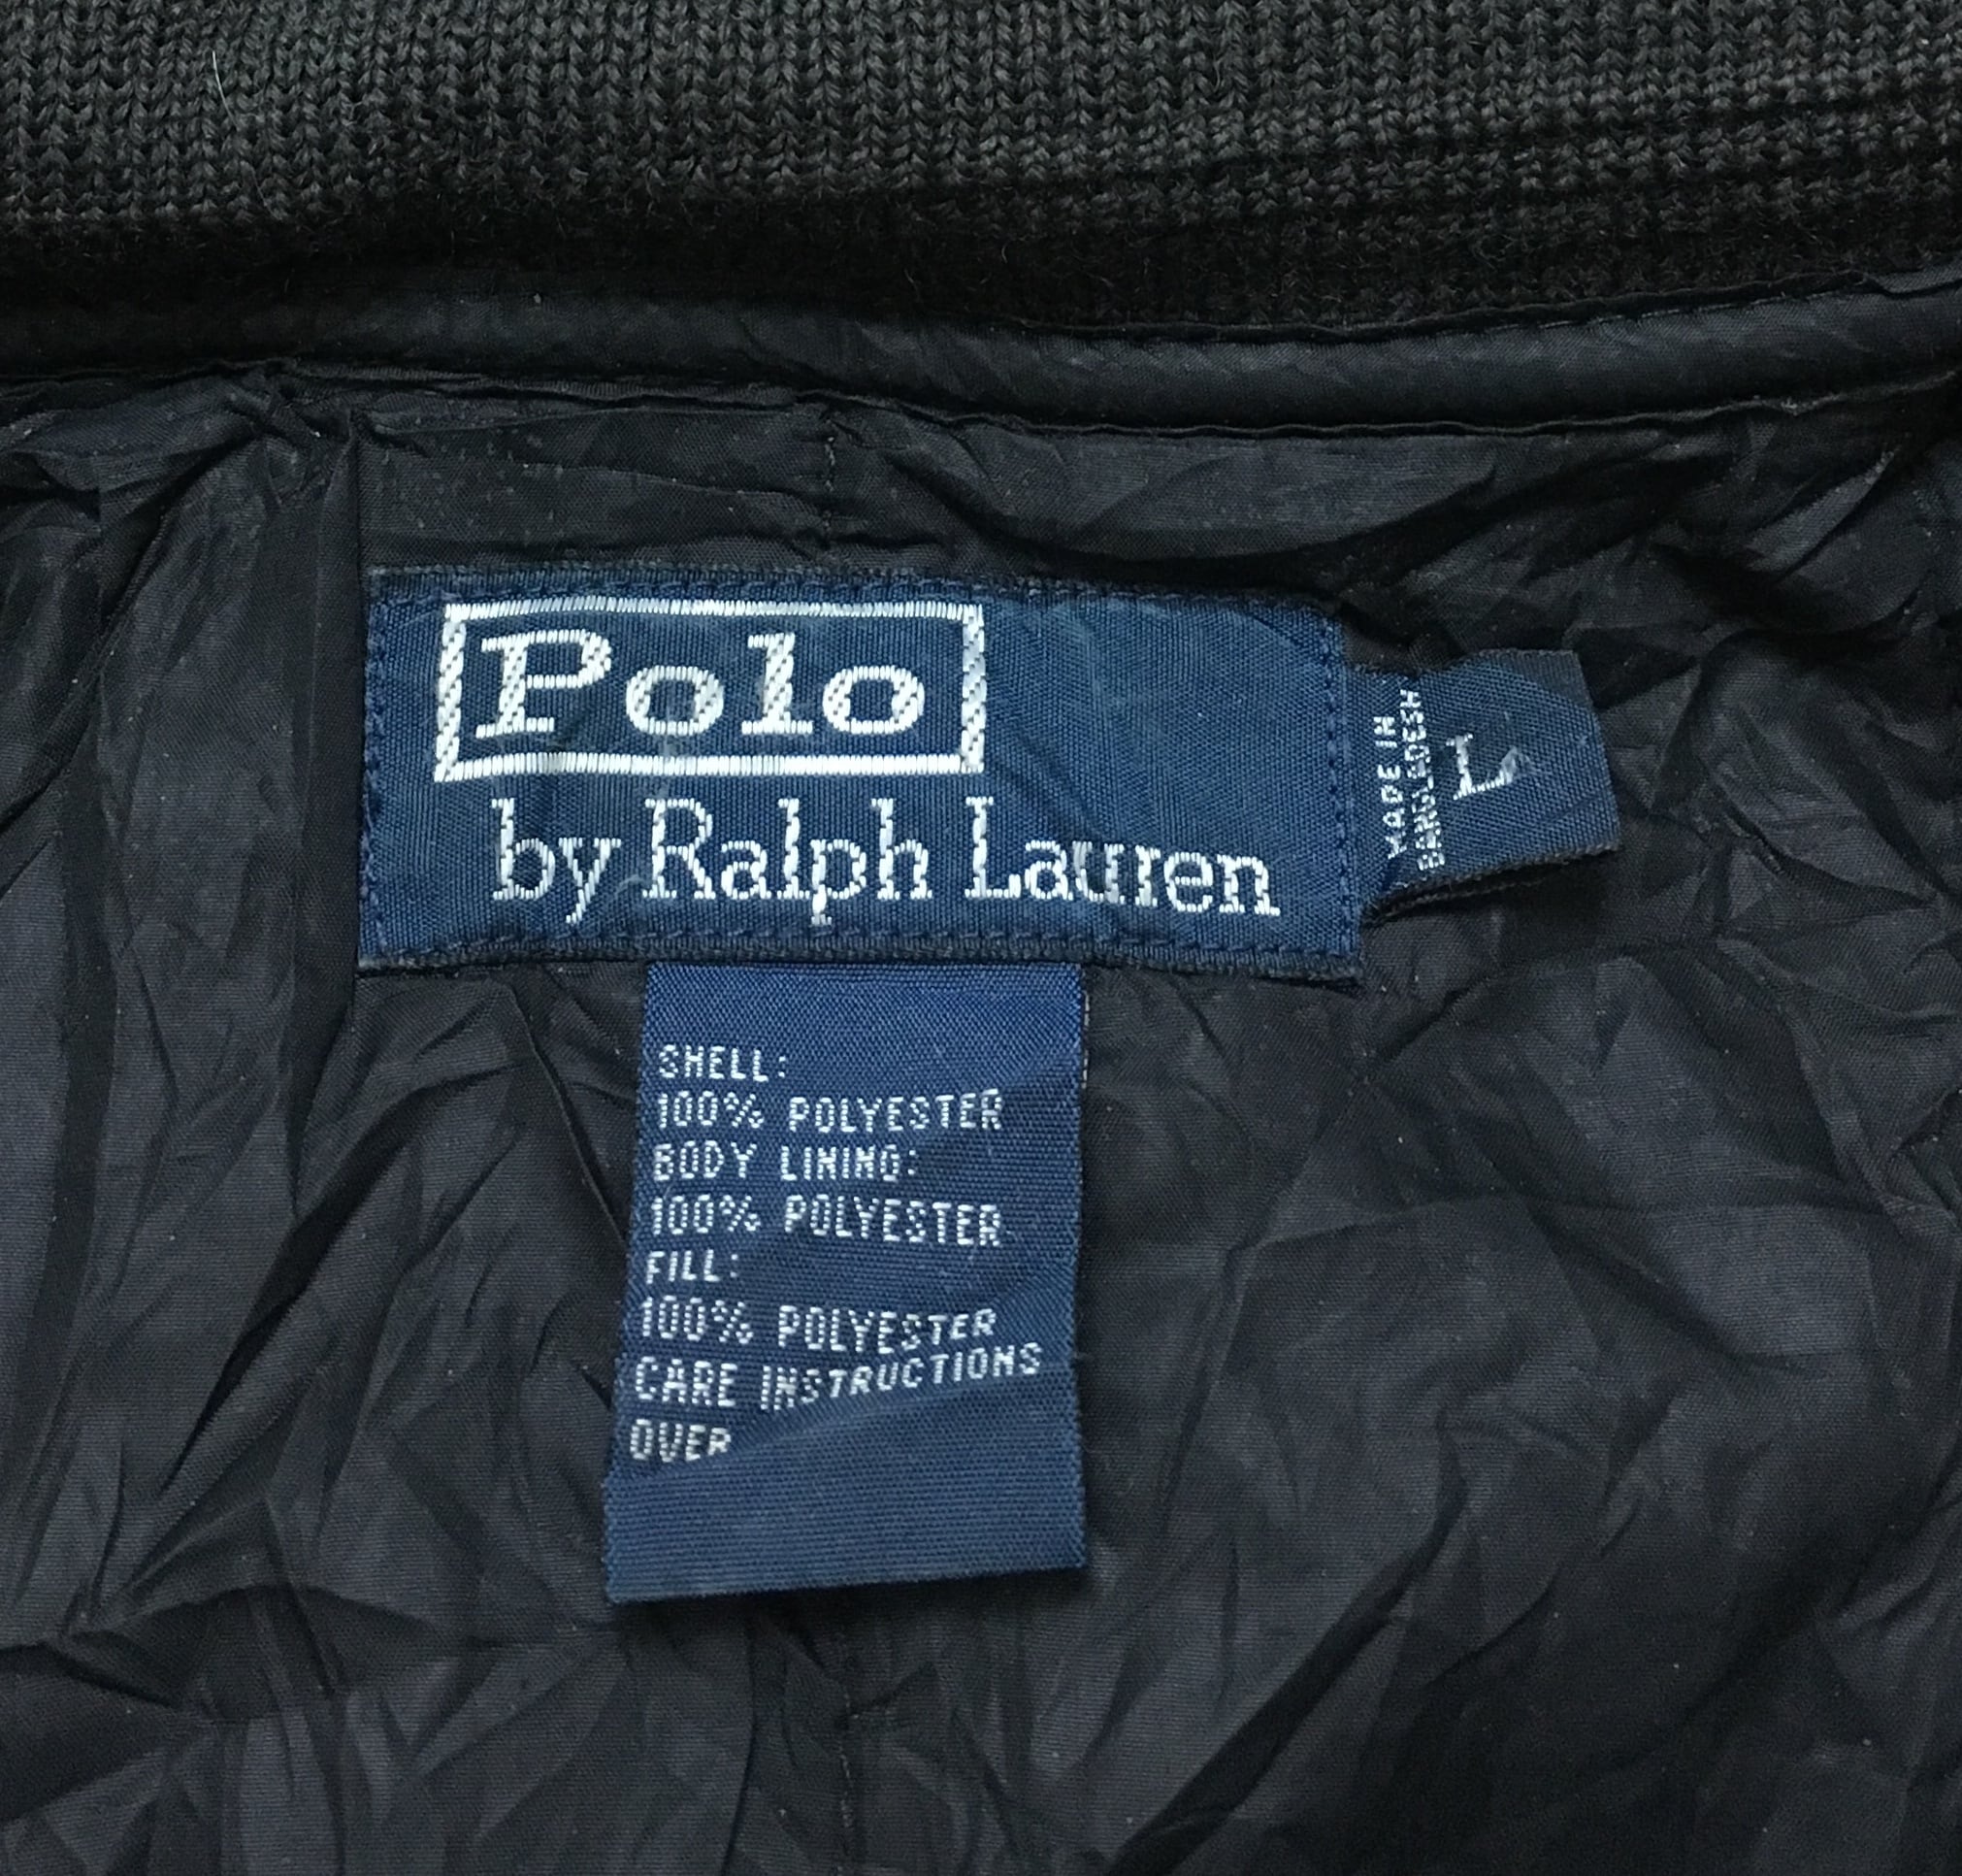 Polo
by Ralph Lauren
MADE IN
BANGLADESH
L
SHELL:
100% POLYESTER
BODY LINING:
100% POLYESTER
FILL:
100% POLYESTER
CARE INSTRUCTIONS
OVER